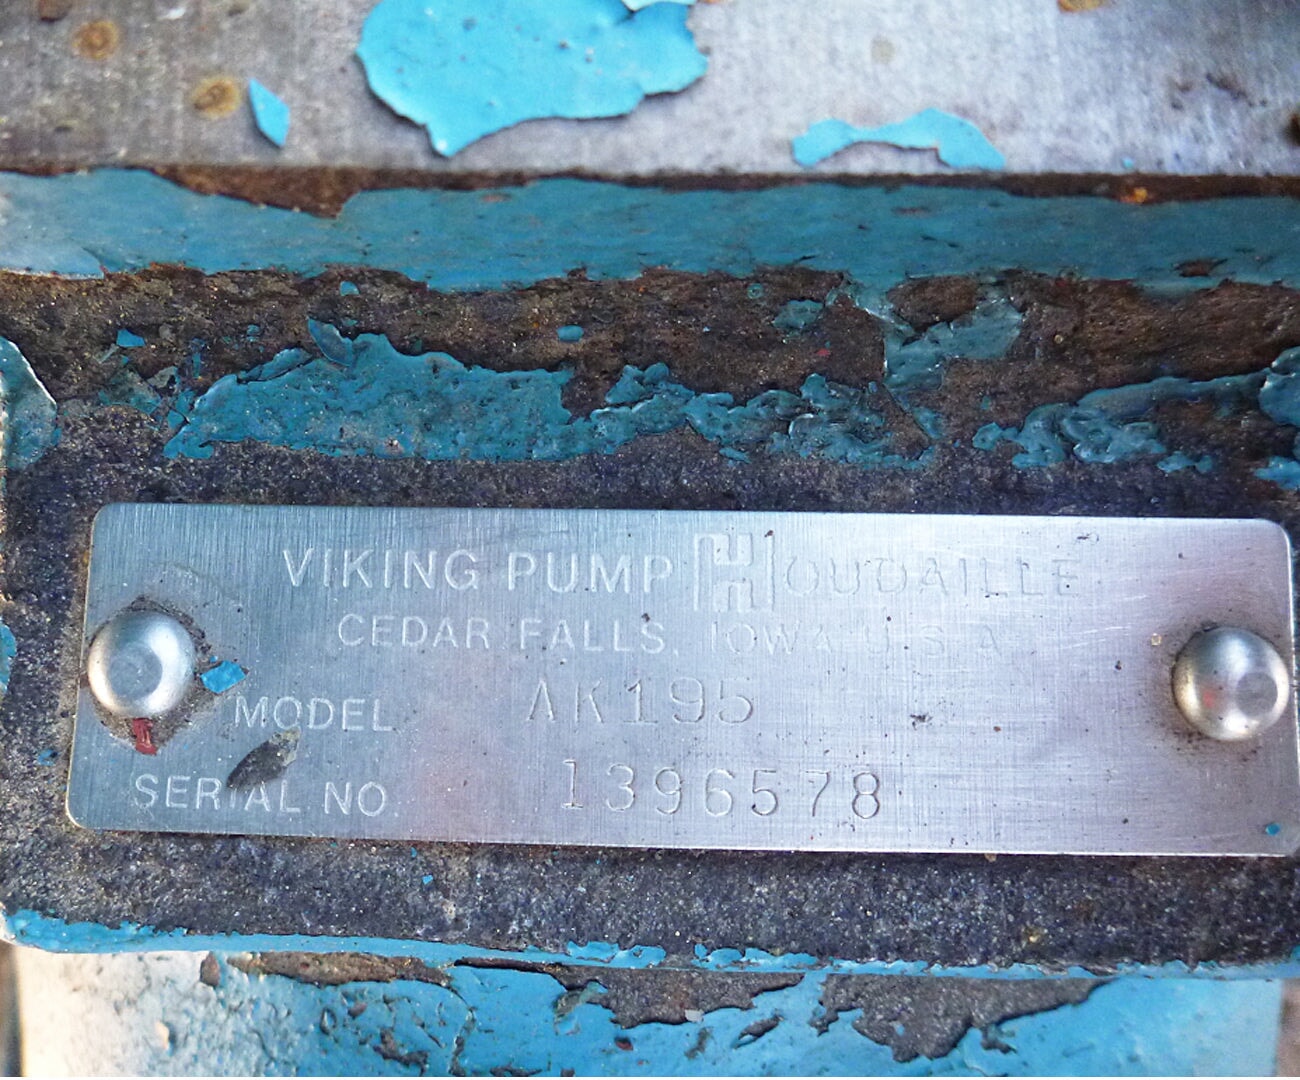 VIKING PUMP HOUDAILLE
CEDAR FALLS, IOWA U.S.A.
MODEL AK195
SERIAL NO. 1396578